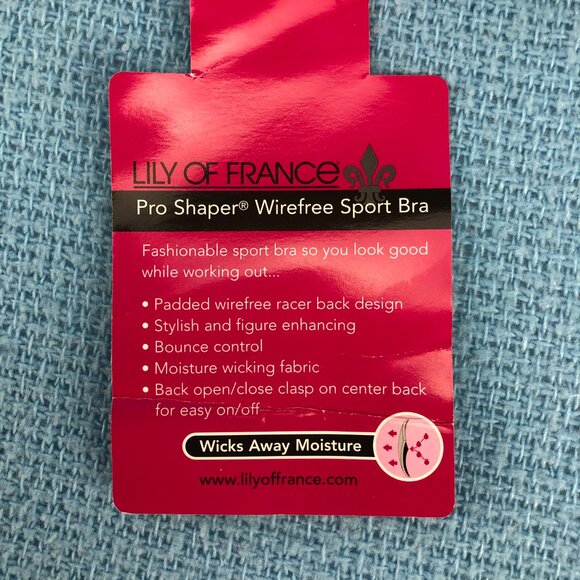 LILY OF FRANCE®
Pro Shaper® Wirefree Sport Bra
Fashionable sport bra so you look good
while working out...
• Padded wirefree racer back design
• Stylish and figure enhancing
• Bounce control
• Moisture wicking fabric
• Back open/close clasp on center back
for easy on/off
Wicks Away Moisture
www.lilyoffrance.com